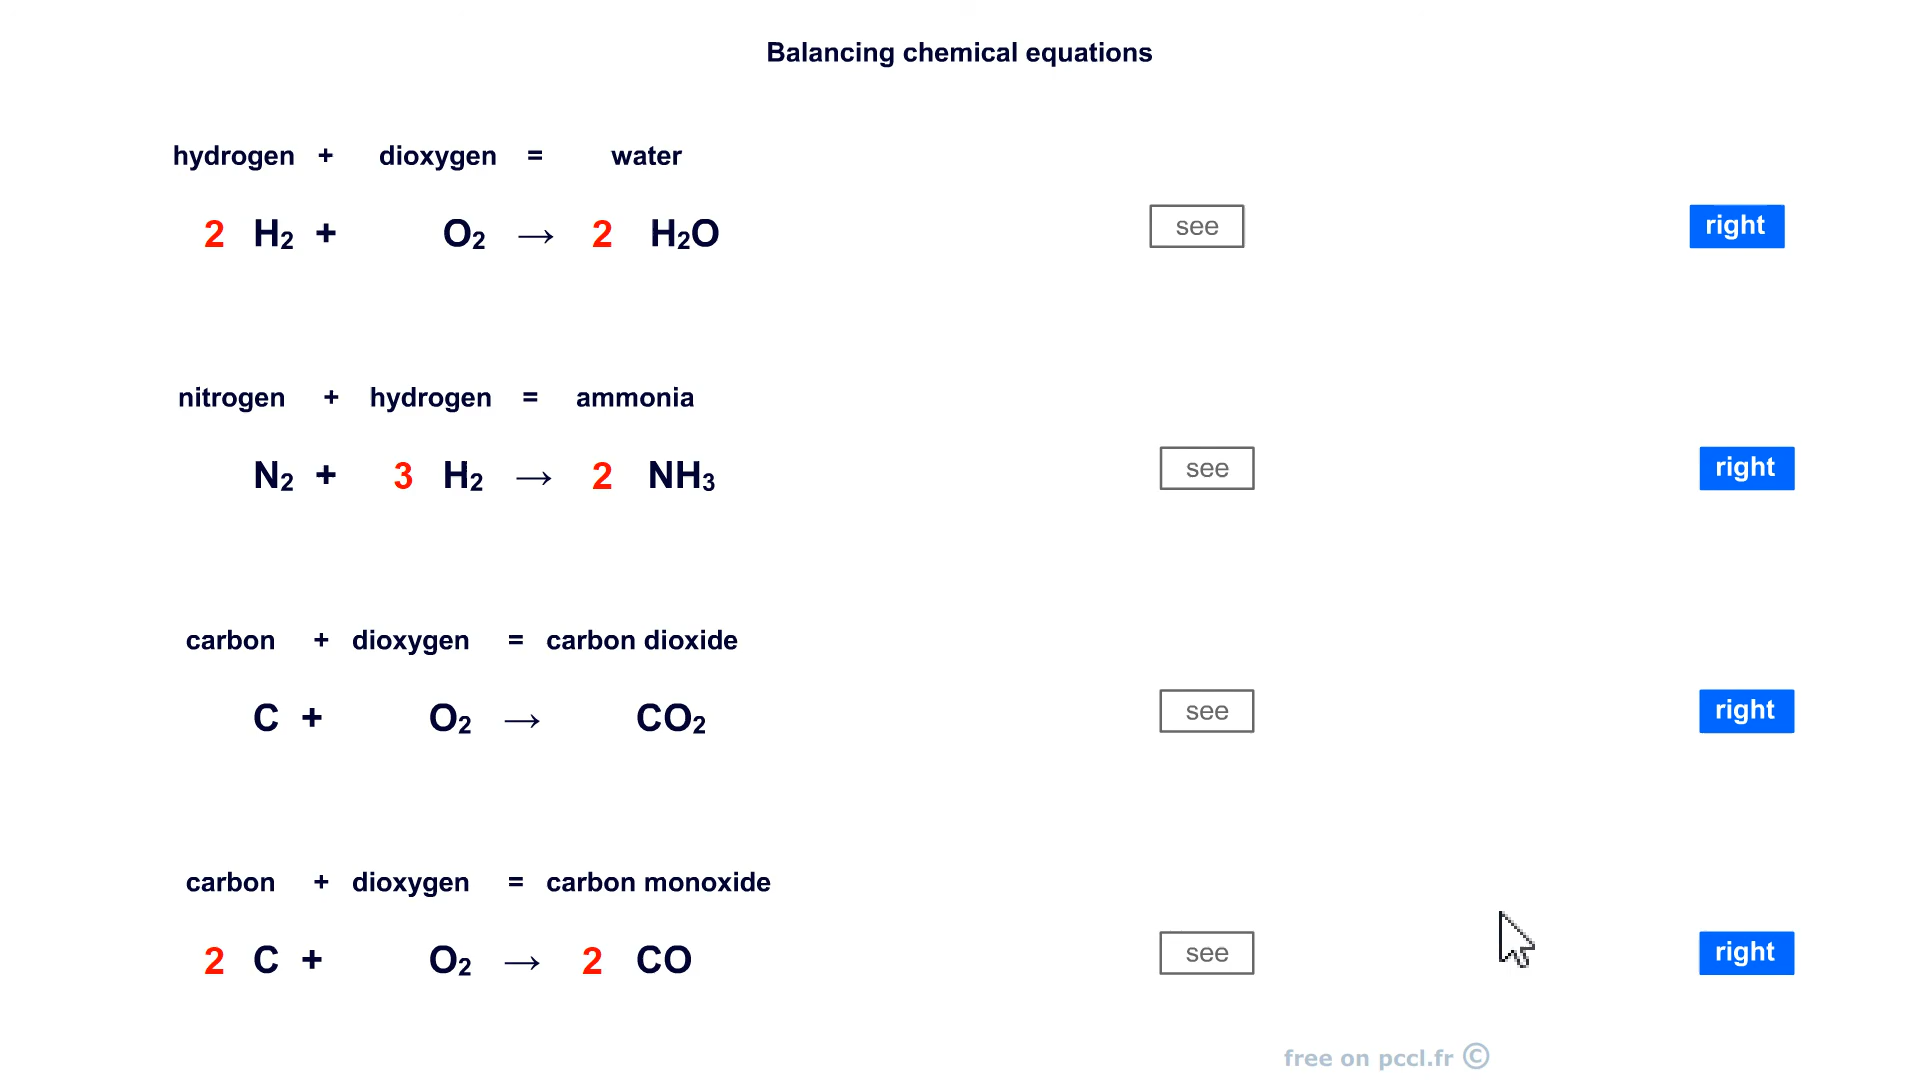 Balancing chemical equations
hydrogen + dioxygen = water
2 H₂ + O₂ → 2 H₂O
see
right
nitrogen + hydrogen = ammonia
N₂ + 3 H₂ → 2 NH₃
see
right
carbon + dioxygen = carbon dioxide
C + O₂ → CO₂
see
right
carbon + dioxygen = carbon monoxide
2 C + O₂ → 2 CO
see
right
free on pccl.fr ©